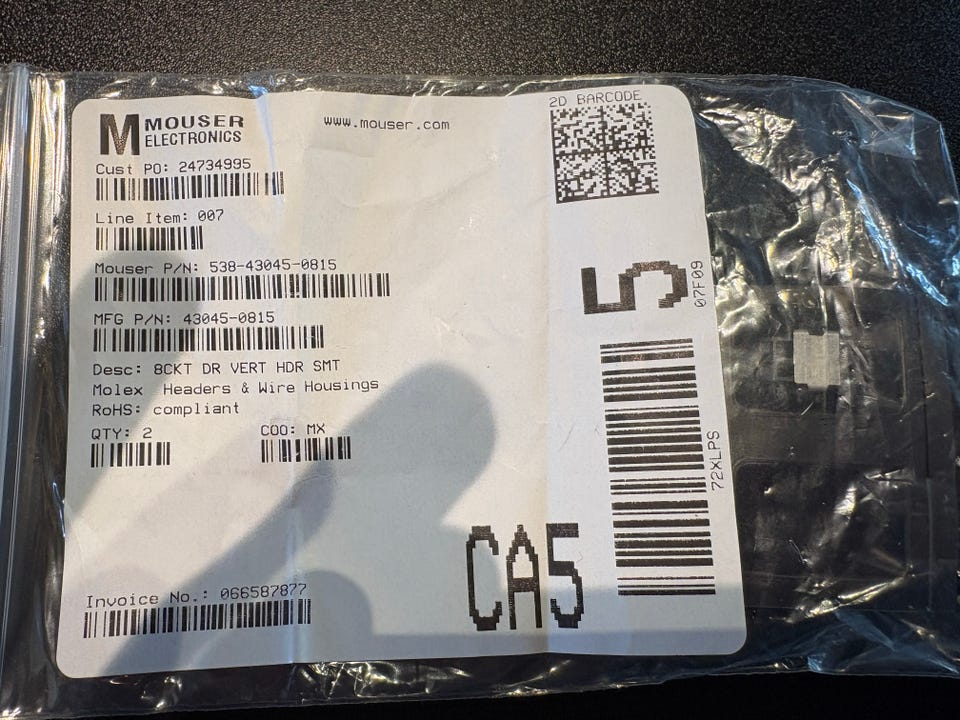 MOUSER
ELECTRONICS
www.mouser.com
2D BARCODE
Cust PO: 24734995
Line Item: 007
Mouser P/N: 538-43045-0815
MFG P/N: 43045-0815
Desc: 8CKT DR VERT HDR SMT
Molex Headers & Wire Housings
RoHS: compliant
QTY: 2
COO: MX
Invoice No.: 066587877
5
07F09
72XLPS
CA5